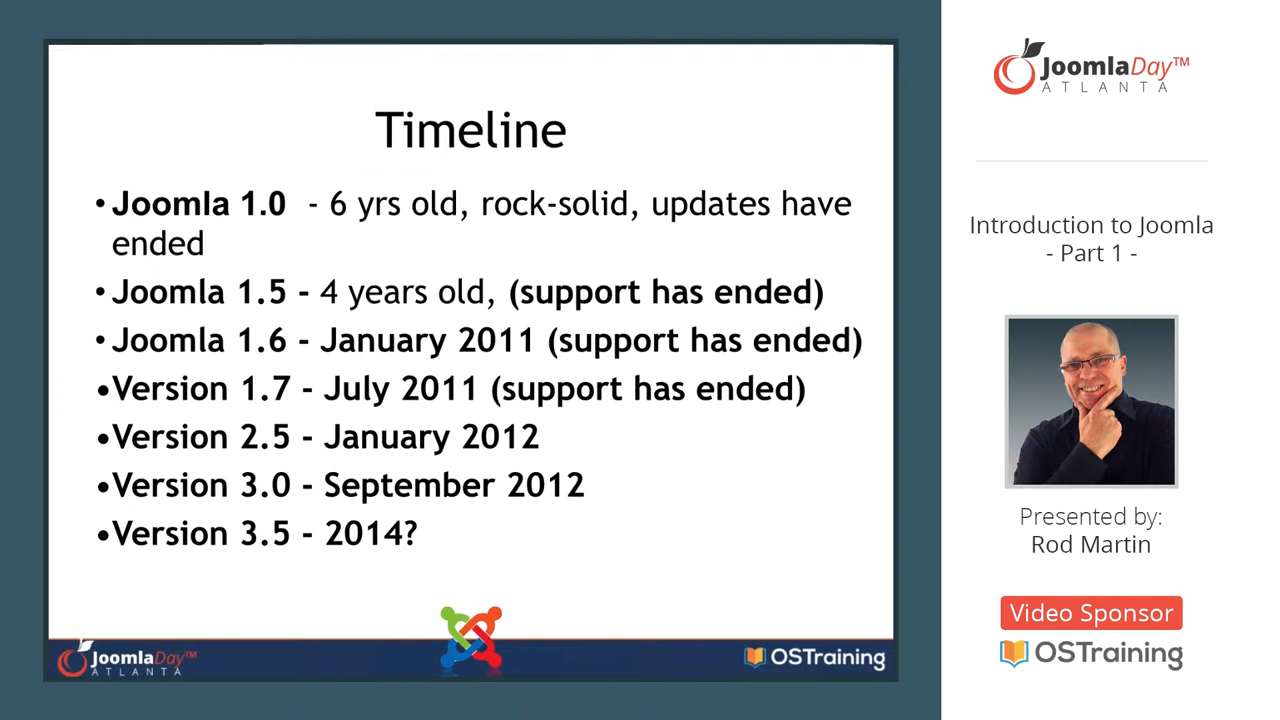 Timeline
• Joomla 1.0 - 6 yrs old, rock-solid, updates have
ended
• Joomla 1.5 - 4 years old, (support has ended)
• Joomla 1.6 - January 2011 (support has ended)
• Version 1.7 - July 2011 (support has ended)
• Version 2.5 - January 2012
• Version 3.0 - September 2012
• Version 3.5 - 2014?
JoomlaDay™
ATLANTA
OSTraining
JoomlaDay™
ATLANTA
Introduction to Joomla
- Part 1 -
Presented by:
Rod Martin
Video Sponsor
OSTraining